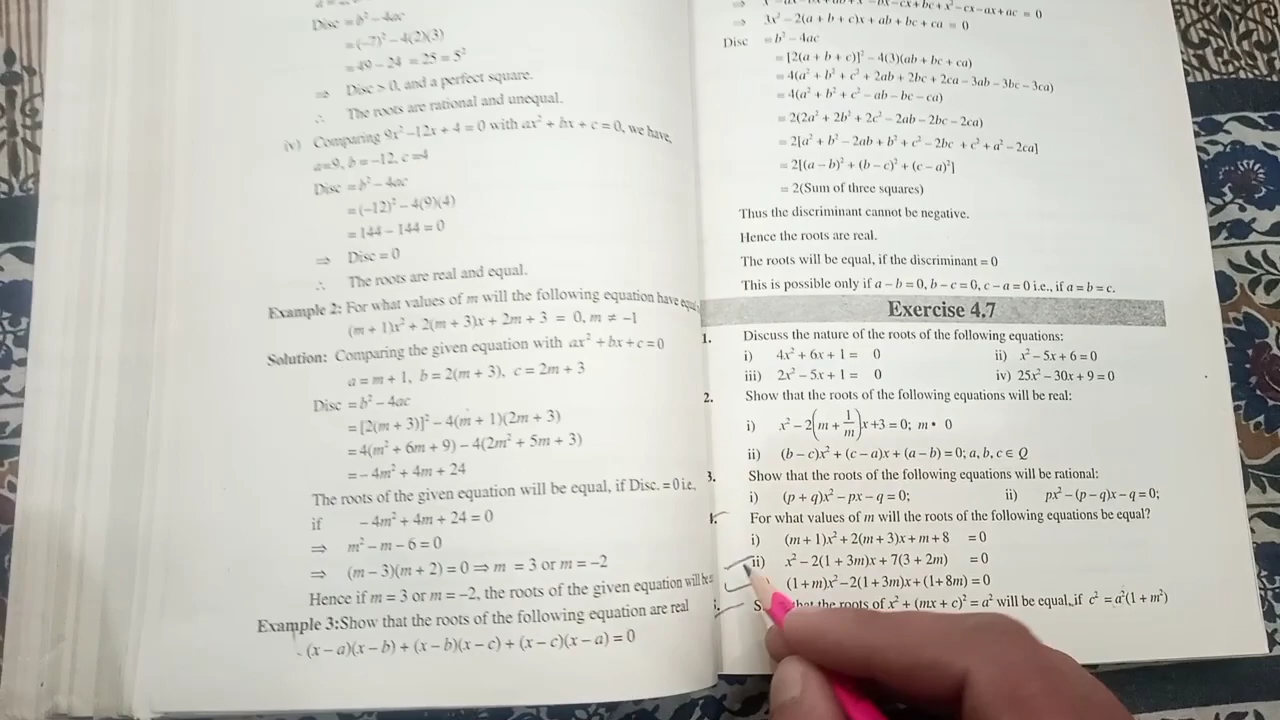 Disc = b² – 4ac
= (–7)² – 4(2)(3)
= 49 – 24 = 25 = 5²
⇒ Disc > 0, and a perfect square.
∴ The roots are rational and unequal.
iv) Comparing 9x² –12x + 4 = 0 with ax² + bx + c = 0, we have,
a=9, b = –12, c =4
Disc = b² – 4ac
= (–12)² – 4(9)(4)
= 144 – 144 = 0
⇒ Disc = 0
∴ The roots are real and equal.
Example 2: For what values of m will the following equation have
(m + 1)x² + 2(m + 3)x + 2m + 3 = 0, m ≠ –1
Solution: Comparing the given equation with ax² + bx + c = 0
a = m + 1, b = 2(m + 3), c = 2m + 3
Disc = b² – 4ac
= [2(m + 3)]² – 4(m + 1)(2m + 3)
= 4(m² + 6m + 9) – 4(2m² + 5m + 3)
= – 4m² + 4m + 24
The roots of the given equation will be equal, if Disc. = 0 i.e.,
if – 4m² + 4m + 24 = 0
⇒ m² – m – 6 = 0
⇒ (m – 3)(m + 2) = 0 ⇒ m = 3 or m = –2
Hence if m = 3 or m = –2, the roots of the given equation will be
Example 3:Show that the roots of the following equation are real
(x – a)(x – b) + (x – b)(x – c) + (x – c)(x – a) = 0
– cx + bc + x² – cx – ax + ac = 0
⇒ 3x² – 2(a + b + c)x + ab + bc + ca = 0
Disc = b² – 4ac
= [2(a + b + c)]² – 4(3)(ab + bc + ca)
= 4(a² + b² + c² + 2ab + 2bc + 2ca – 3ab – 3bc – 3ca)
= 4(a² + b² + c² – ab – bc – ca)
= 2(2a² + 2b² + 2c² – 2ab – 2bc – 2ca)
= 2[a² + b² – 2ab + b² + c² – 2bc + c² + a² – 2ca]
= 2[(a – b)² + (b – c)² + (c – a)²]
= 2(Sum of three squares)
Thus the discriminant cannot be negative.
Hence the roots are real.
The roots will be equal, if the discriminant = 0
This is possible only if a – b = 0, b – c = 0, c – a = 0 i.e., if a = b = c.
Exercise 4.7
1. Discuss the nature of the roots of the following equations:
i) 4x² + 6x + 1 = 0 ii) x² – 5x + 6 = 0
iii) 2x² – 5x + 1 = 0 iv) 25x² – 30x + 9 = 0
2. Show that the roots of the following equations will be real:
i) x² – 2(m + 1/m)x + 3 = 0; m • 0
ii) (b – c)x² + (c – a)x + (a – b) = 0; a, b, c ∈ Q
3. Show that the roots of the following equations will be rational:
i) (p + q)x² – px – q = 0; ii) px² – (p – q)x – q = 0;
For what values of m will the roots of the following equations be equal?
i) (m + 1)x² + 2(m + 3)x + m + 8 = 0
ii) x² – 2(1 + 3m)x + 7(3 + 2m) = 0
(1 + m)x² – 2(1 + 3m)x + (1 + 8m) = 0
the roots of x² + (mx + c)² = a² will be equal, if c² = a²(1 + m²)